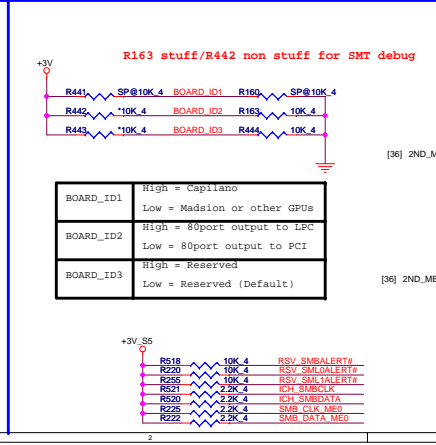 R163 stuff/R442 non stuff for SMT debug
+3V
R441 SP@10K_4 BOARD_ID1 R160 SP@10K_4
R442 *10K_4 BOARD_ID2 R163 10K_4
R443 *10K_4 BOARD_ID3 R444 10K_4
[36] 2ND_M
BOARD_ID1 High = Capilano
Low = Madsion or other GPUs
BOARD_ID2 High = 80port output to LPC
Low = 80port output to PCI
BOARD_ID3 High = Reserved
Low = Reserved (Default)
[36] 2ND_ME
+3V_S5
R518 10K_4 RSV_SMBALERT#
R220 10K_4 RSV_SML0ALERT#
R255 10K_4 RSV_SML1ALERT#
R521 2.2K_4 ICH_SMBCLK
R520 2.2K_4 ICH_SMBDATA
R225 2.2K_4 SMB_CLK_ME0
R222 2.2K_4 SMB_DATA_ME0
2